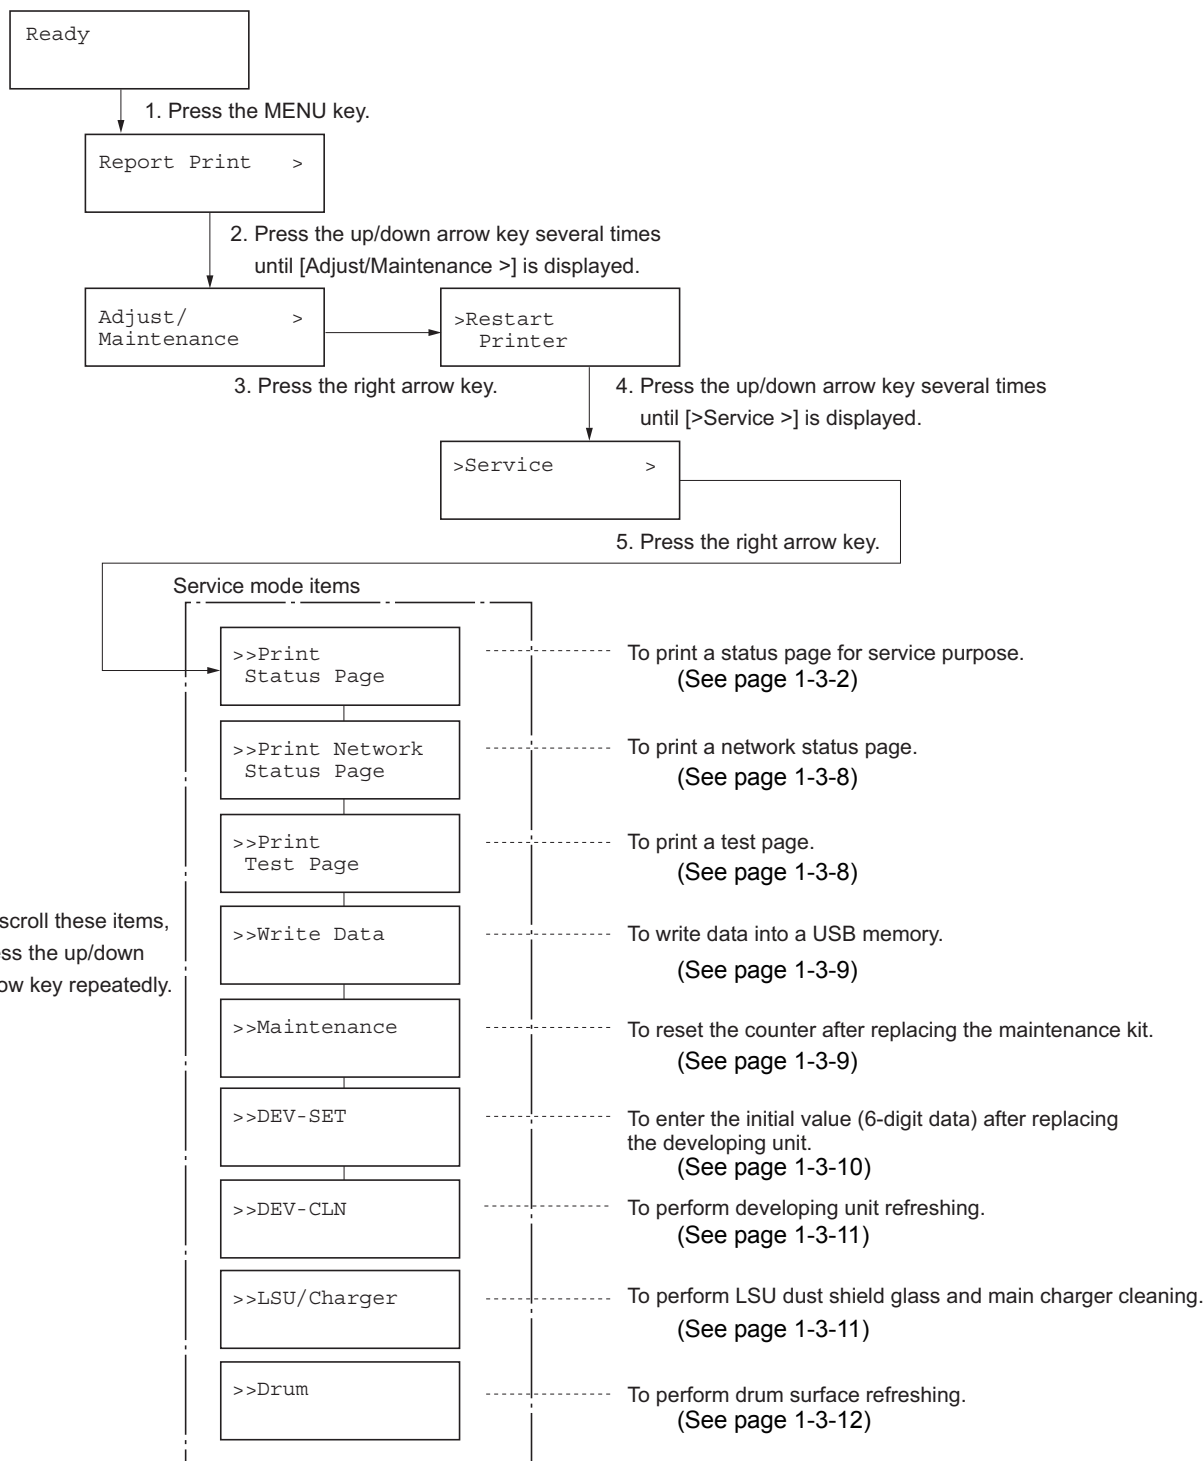 Ready
1. Press the MENU key.
Report Print >
2. Press the up/down arrow key several times
until [Adjust/Maintenance >] is displayed.
Adjust/ >
Maintenance
>Restart
Printer
3. Press the right arrow key.
4. Press the up/down arrow key several times
until [>Service >] is displayed.
>Service >
5. Press the right arrow key.
Service mode items
>>Print
Status Page
To print a status page for service purpose.
(See page 1-3-2)
>>Print Network
Status Page
To print a network status page.
(See page 1-3-8)
>>Print
Test Page
To print a test page.
(See page 1-3-8)
scroll these items,
ess the up/down
ow key repeatedly.
>>Write Data
To write data into a USB memory.
(See page 1-3-9)
>>Maintenance
To reset the counter after replacing the maintenance kit.
(See page 1-3-9)
>>DEV-SET
To enter the initial value (6-digit data) after replacing
the developing unit.
(See page 1-3-10)
>>DEV-CLN
To perform developing unit refreshing.
(See page 1-3-11)
>>LSU/Charger
To perform LSU dust shield glass and main charger cleaning.
(See page 1-3-11)
>>Drum
To perform drum surface refreshing.
(See page 1-3-12)